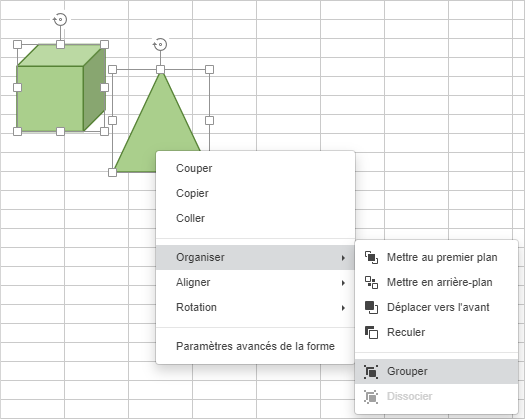 Couper
Copier
Coller
Organiser
Aligner
Rotation
Paramètres avancés de la forme
Mettre au premier plan
Mettre en arrière-plan
Déplacer vers l'avant
Reculer
Grouper
Dissocier